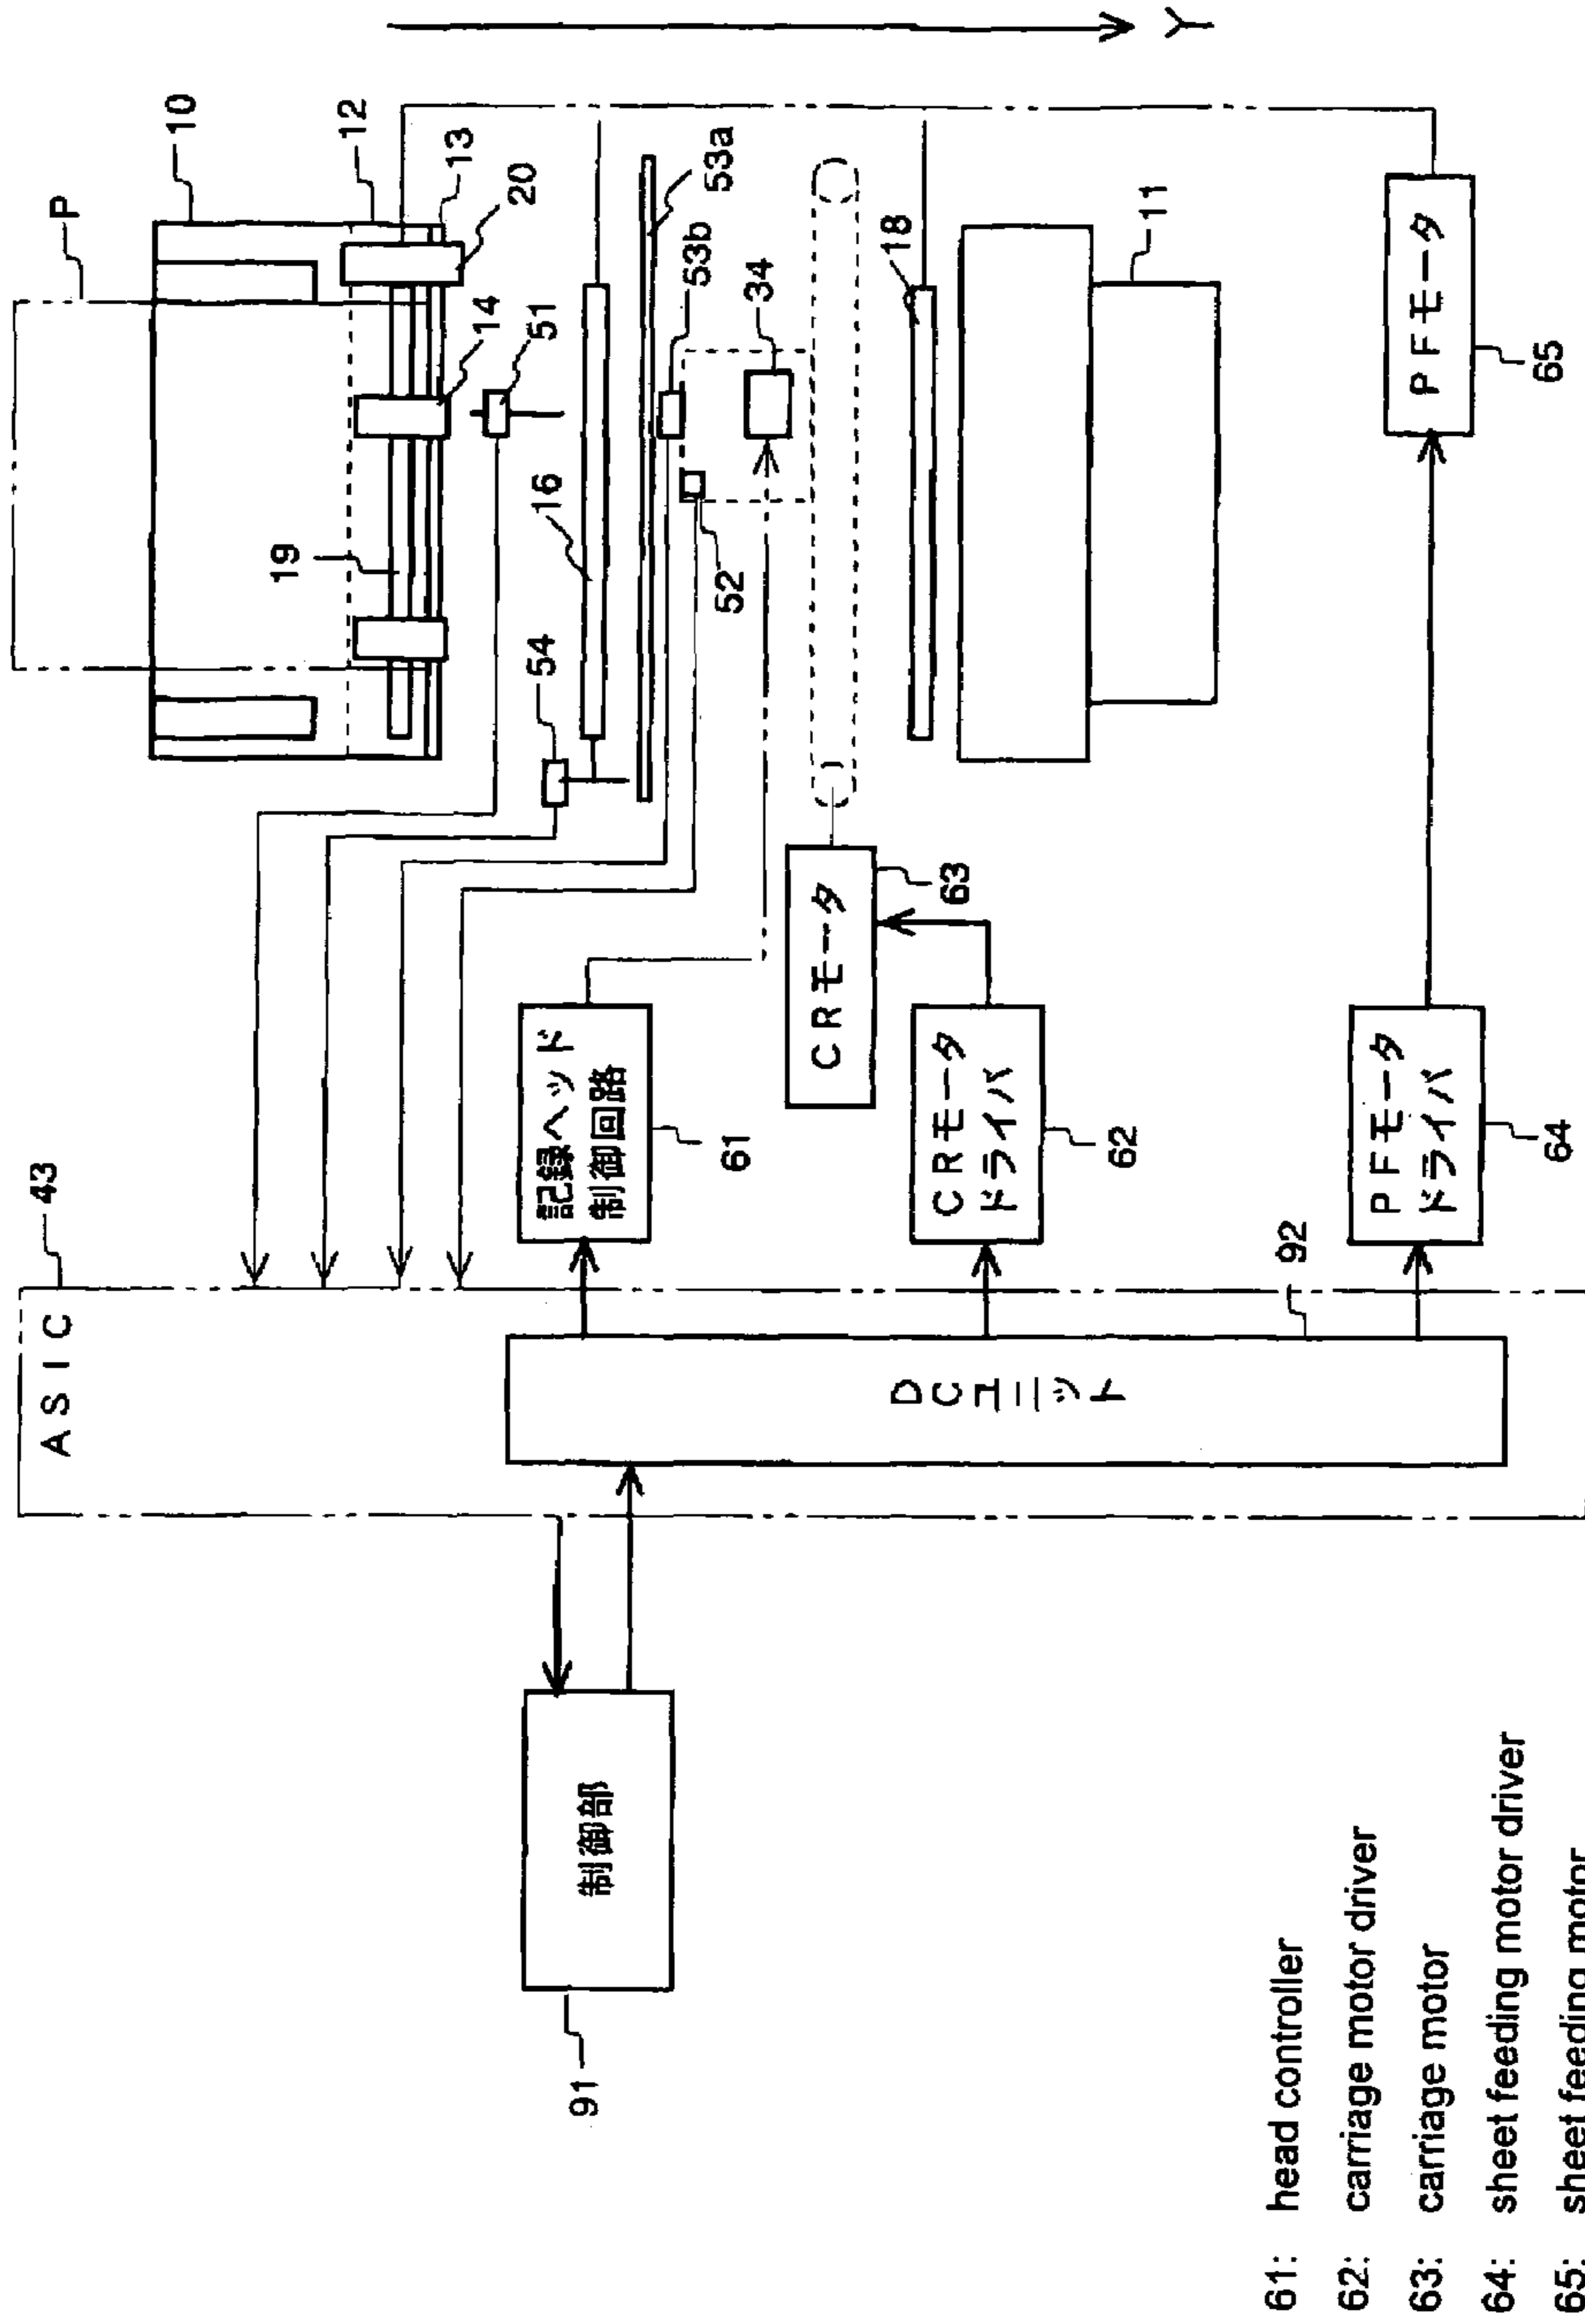 P
10
12
13
20
14
51
19
16
54
53a
53b
34
52
18
11
Y
43
ASIC
記録ヘッド
制御回路
61
CRモータ
63
CRモータ
ドライバ
62
PFモータ
65
PFモータ
ドライバ
64
92
DCユニット
制御部
91
61: head controller
62: carriage motor driver
63: carriage motor
64: sheet feeding motor driver
65: sheet feeding motor